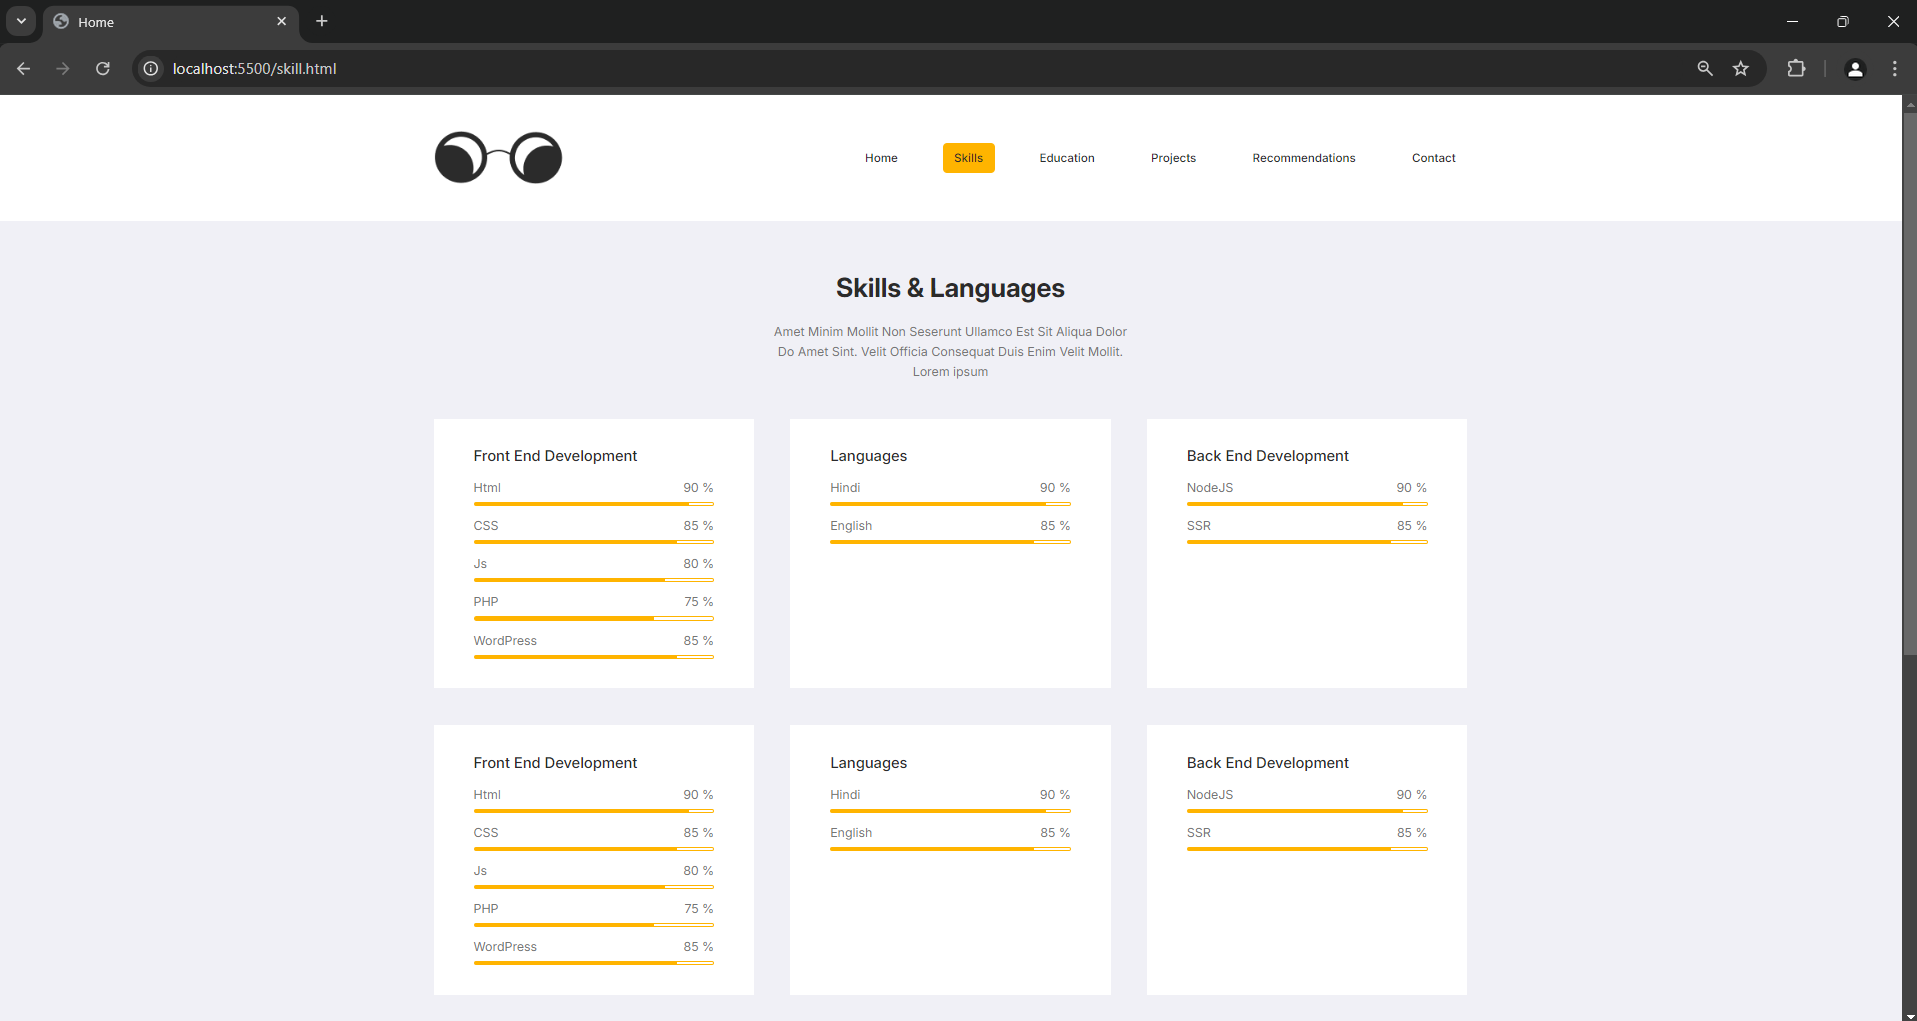 Home
localhost:5500/skill.html
Home Skills Education Projects Recommendations Contact
Skills & Languages
Amet Minim Mollit Non Seserunt Ullamco Est Sit Aliqua Dolor
Do Amet Sint. Velit Officia Consequat Duis Enim Velit Mollit.
Lorem ipsum
Front End Development
Html 90 %
CSS 85 %
Js 80 %
PHP 75 %
WordPress 85 %
Languages
Hindi 90 %
English 85 %
Back End Development
NodeJS 90 %
SSR 85 %
Front End Development
Html 90 %
CSS 85 %
Js 80 %
PHP 75 %
WordPress 85 %
Languages
Hindi 90 %
English 85 %
Back End Development
NodeJS 90 %
SSR 85 %